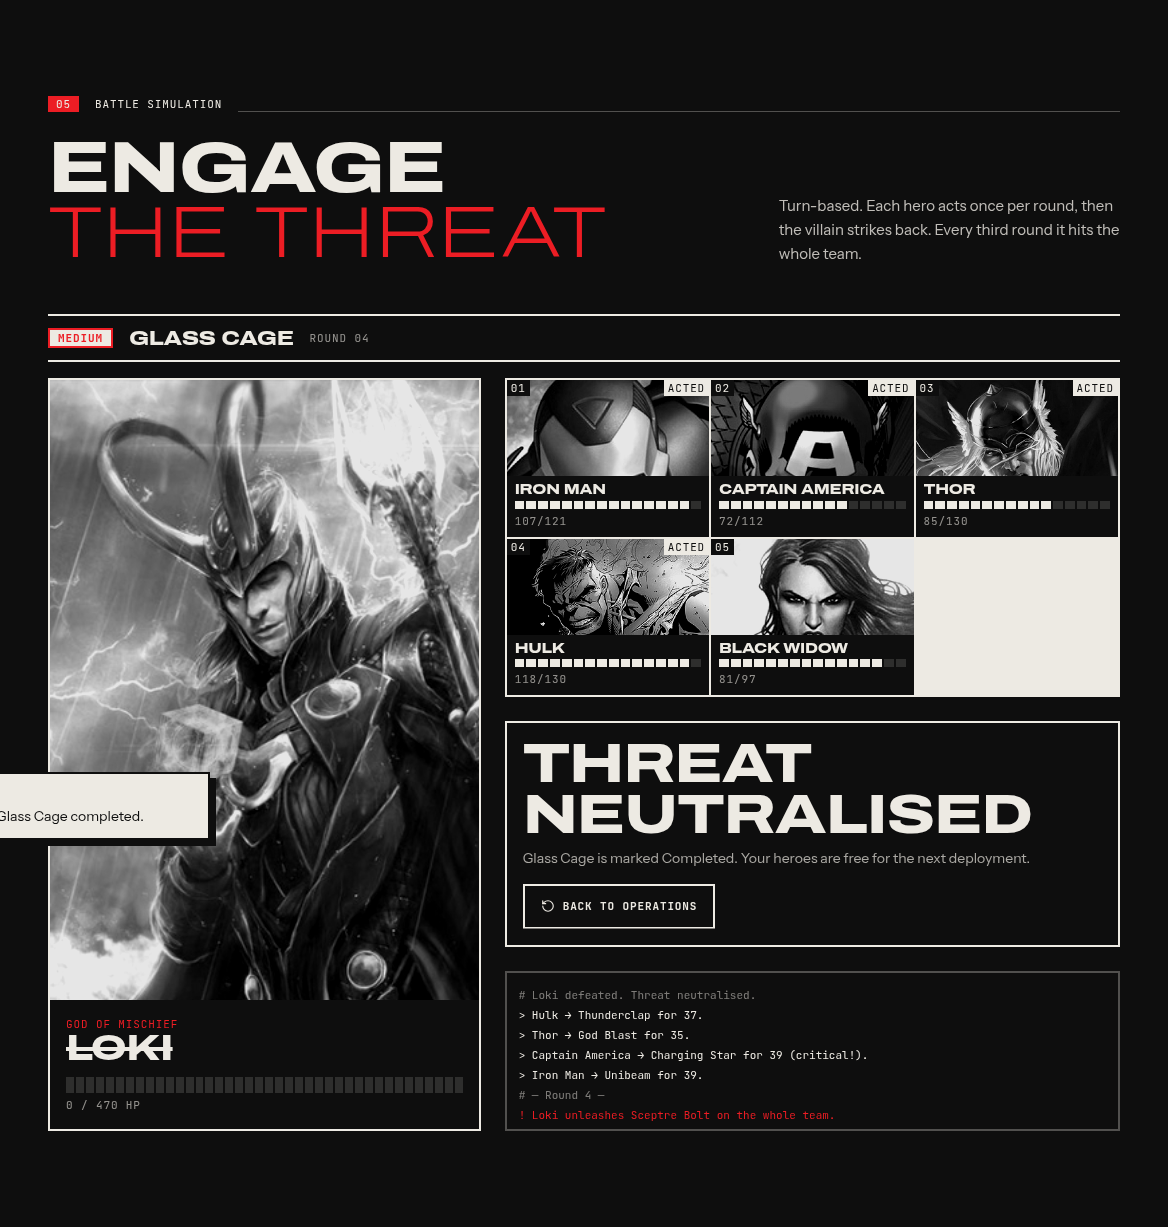 05 BATTLE SIMULATION
ENGAGE
THE THREAT
Turn-based. Each hero acts once per round, then
the villain strikes back. Every third round it hits the
whole team.
MEDIUM GLASS CAGE ROUND 04
GOD OF MISCHIEF
LOKI
0 / 470 HP
01 ACTED
IRON MAN
107/121
02 ACTED
A
CAPTAIN AMERICA
72/112
03 ACTED
THOR
85/130
04 ACTED
HULK
118/130
05
BLACK WIDOW
81/97
Glass Cage completed.
THREAT
NEUTRALISED
Glass Cage is marked Completed. Your heroes are free for the next deployment.
BACK TO OPERATIONS
# Loki defeated. Threat neutralised.
> Hulk → Thunderclap for 37.
> Thor → God Blast for 35.
> Captain America → Charging Star for 39 (critical!).
> Iron Man → Unibeam for 39.
# — Round 4 —
! Loki unleashes Sceptre Bolt on the whole team.